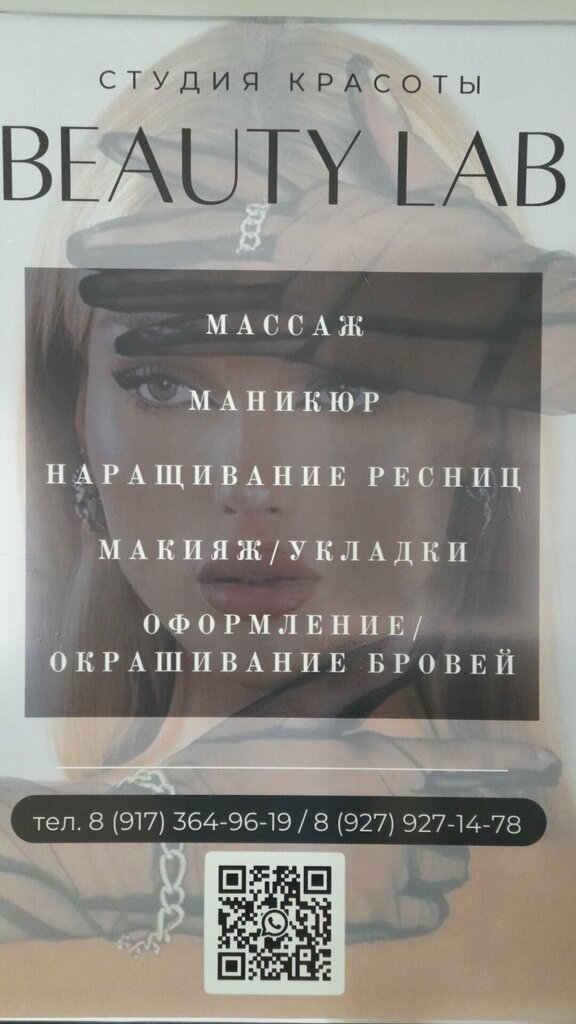 СТУДИЯ КРАСОТЫ
BEAUTY LAB
МАССАЖ
МАНИКЮР
НАРАЩИВАНИЕ РЕСНИЦ
МАКИЯЖ/УКЛАДКИ
ОФОРМЛЕНИЕ/
ОКРАШИВАНИЕ БРОВЕЙ
тел. 8 (917) 364-96-19 / 8 (927) 927-14-78